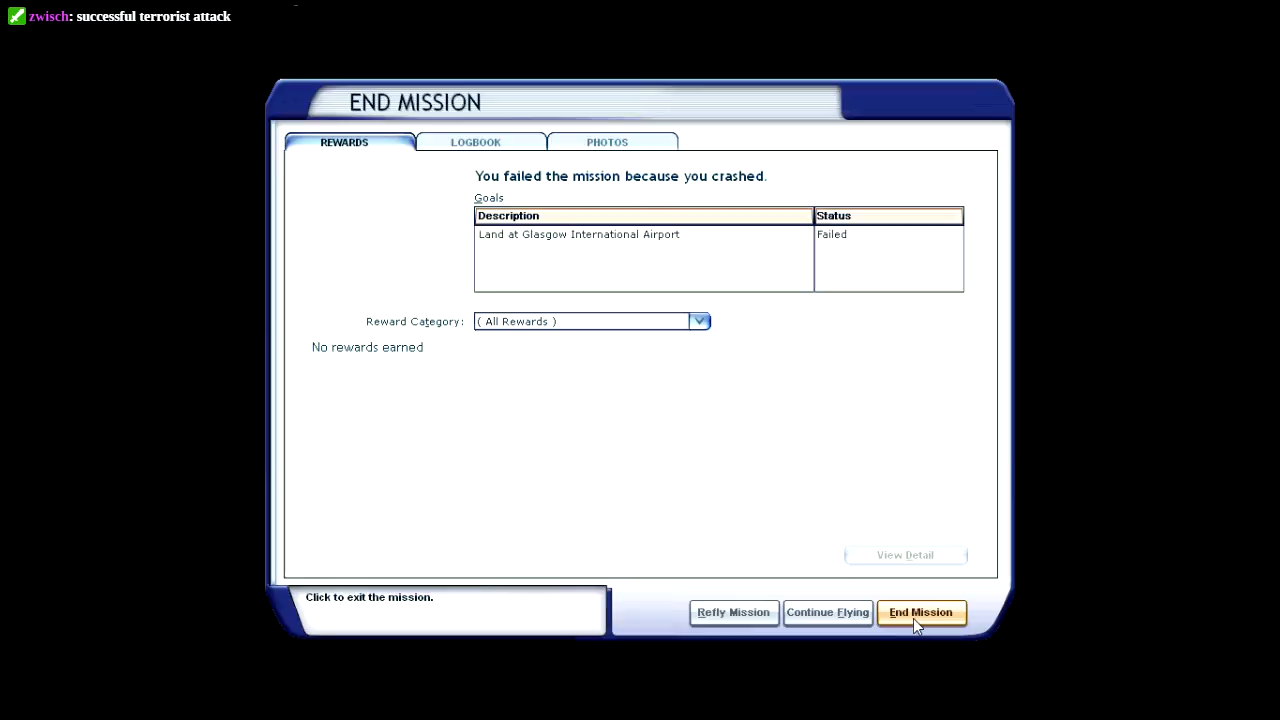 zwisch: successful terrorist attack
END MISSION
REWARDS LOGBOOK PHOTOS
You failed the mission because you crashed.
Goals
Description Status
Land at Glasgow International Airport Failed
Reward Category: ( All Rewards )
No rewards earned
View Detail
Click to exit the mission.
Refly Mission Continue Flying End Mission